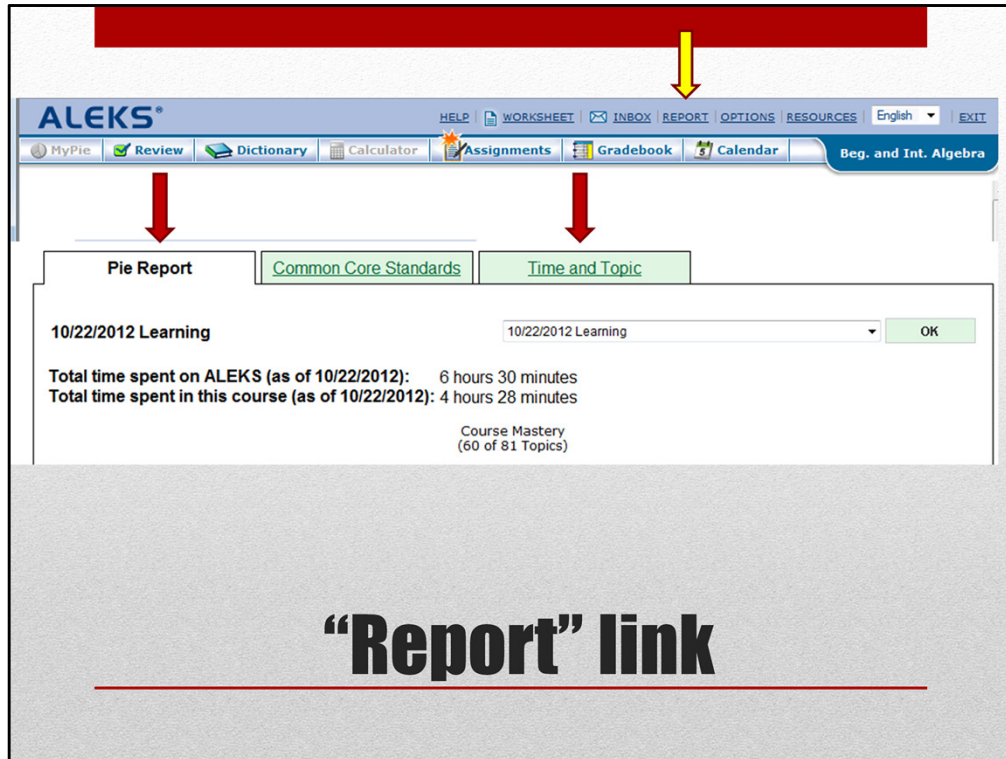 ALEKS®
HELP | WORKSHEET | INBOX | REPORT | OPTIONS | RESOURCES | English | EXIT
MyPie Review Dictionary Calculator Assignments Gradebook 5 Calendar Beg. and Int. Algebra
Pie Report Common Core Standards Time and Topic
10/22/2012 Learning 10/22/2012 Learning OK
Total time spent on ALEKS (as of 10/22/2012): 6 hours 30 minutes
Total time spent in this course (as of 10/22/2012): 4 hours 28 minutes
Course Mastery
(60 of 81 Topics)
“Report” link